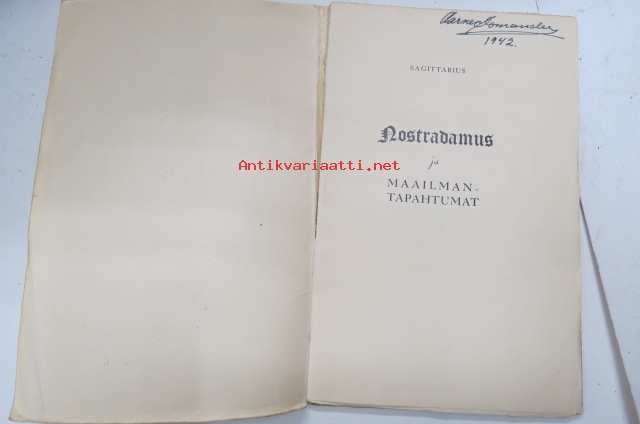 1942.
SAGITTARIUS
Nostradamus
ja
MAAILMAN-
TAPAHTUMAT
Antikvariaatti.net